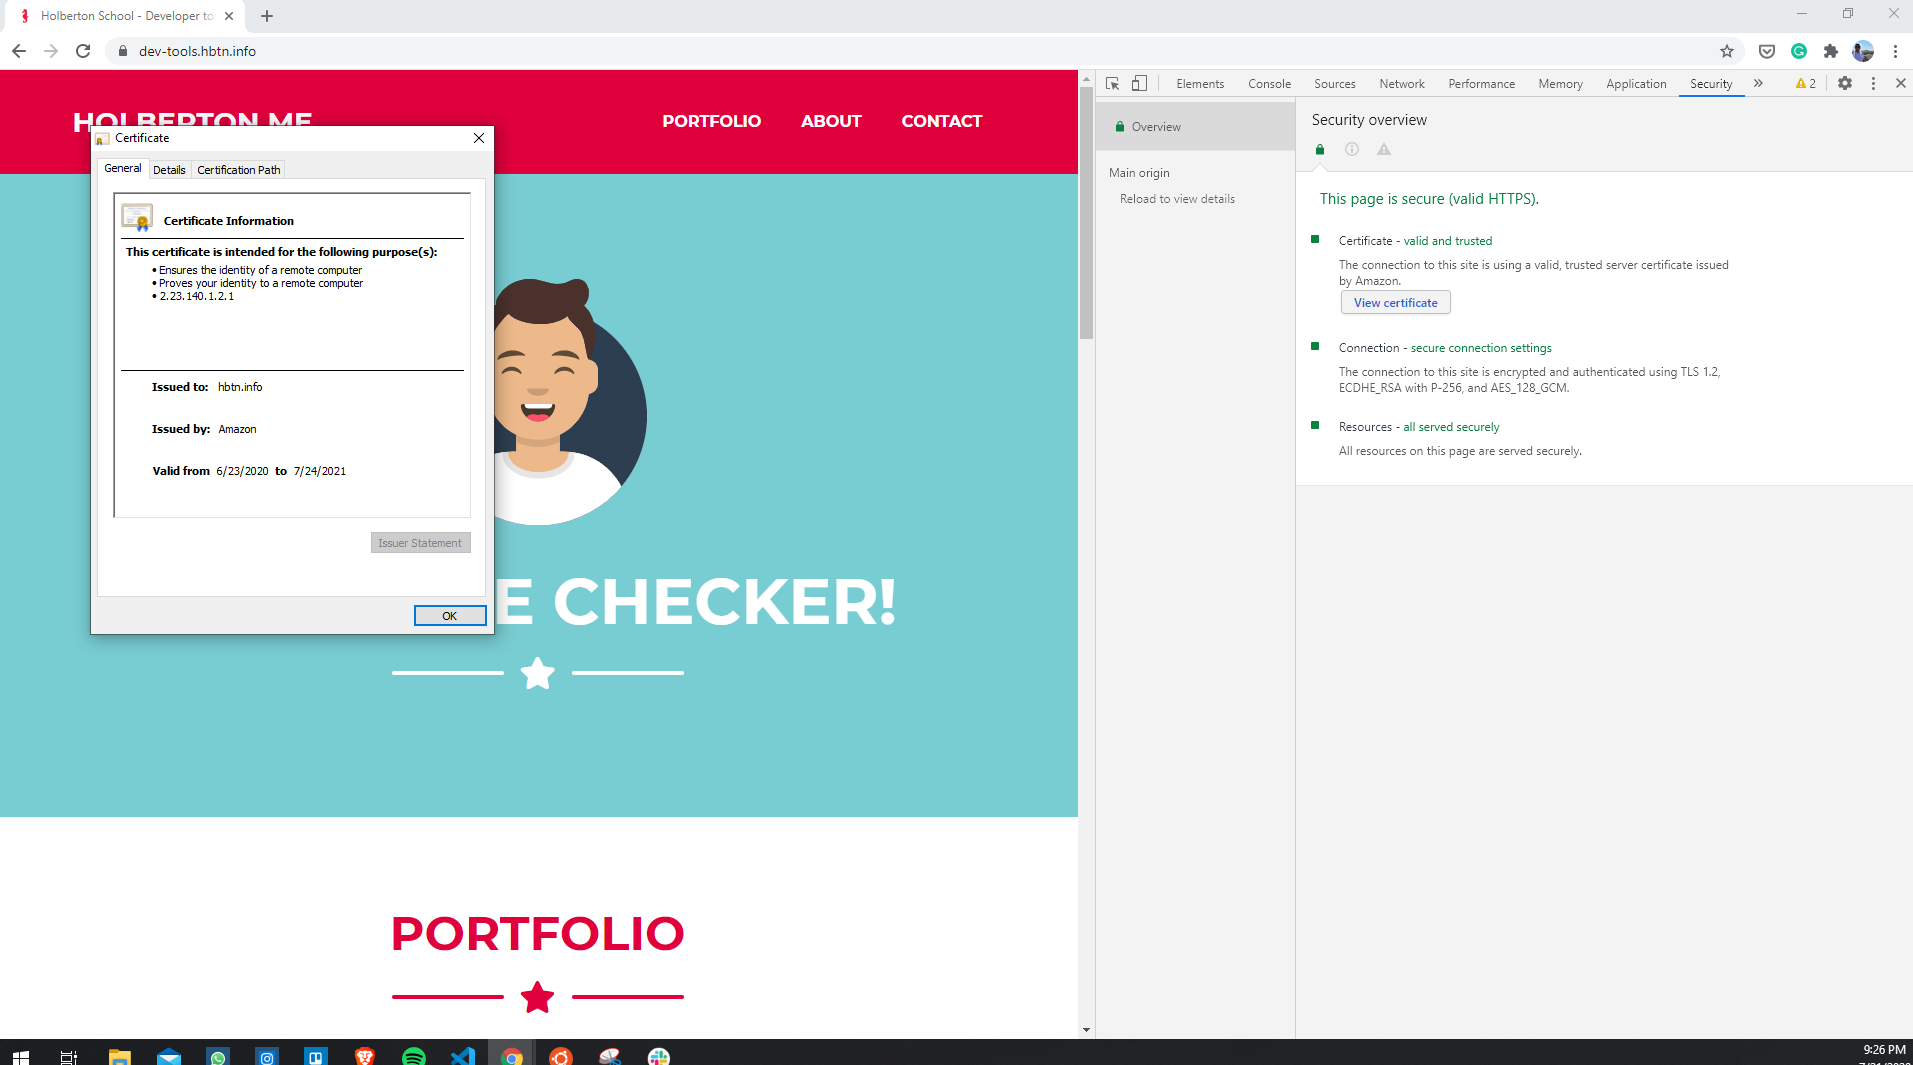 Holberton School - Developer to
dev-tools.hbtn.info
HOLBERTON ME
PORTFOLIO
ABOUT
CONTACT
Certificate
General
Details
Certification Path
Certificate Information
This certificate is intended for the following purpose(s):
• Ensures the identity of a remote computer
• Proves your identity to a remote computer
• 2.23.140.1.2.1
Issued to: hbtn.info
Issued by: Amazon
Valid from 6/23/2020 to 7/24/2021
Issuer Statement
OK
E CHECKER!
PORTFOLIO
Elements
Console
Sources
Network
Performance
Memory
Application
Security
2
Overview
Main origin
Reload to view details
Security overview
This page is secure (valid HTTPS).
Certificate - valid and trusted
The connection to this site is using a valid, trusted server certificate issued
by Amazon.
View certificate
Connection - secure connection settings
The connection to this site is encrypted and authenticated using TLS 1.2,
ECDHE_RSA with P-256, and AES_128_GCM.
Resources - all served securely
All resources on this page are served securely.
9:26 PM